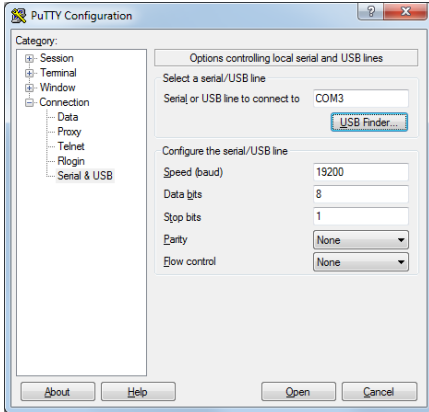 PuTTY Configuration
Category:
Session
Terminal
Window
Connection
Data
Proxy
Telnet
Rlogin
Serial & USB
Options controlling local serial and USB lines
Select a serial/USB line
Serial or USB line to connect to COM3
USB Finder...
Configure the serial/USB line
Speed (baud) 19200
Data bits 8
Stop bits 1
Parity None
Flow control None
About Help Open Cancel